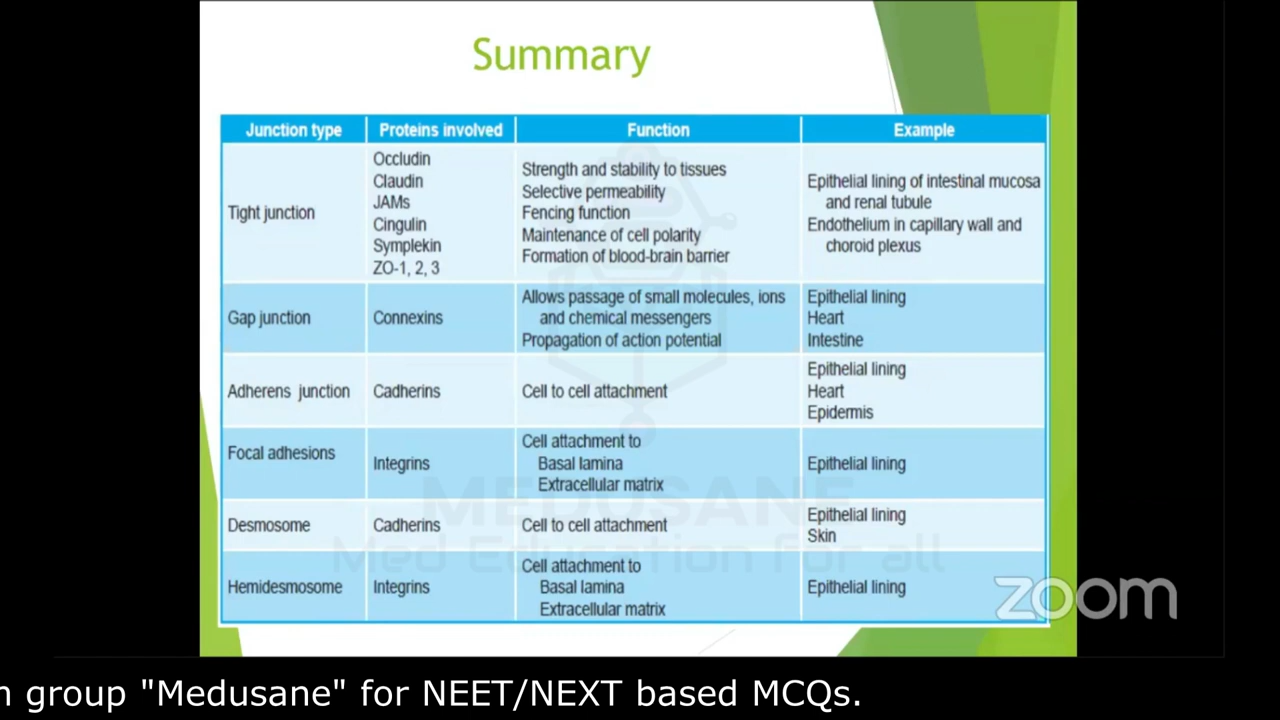 Summary
Junction type Proteins involved Function Example
Tight junction
Occludin
Claudin
JAMs
Cingulin
Symplekin
ZO-1, 2, 3
Strength and stability to tissues
Selective permeability
Fencing function
Maintenance of cell polarity
Formation of blood-brain barrier
Epithelial lining of intestinal mucosa
and renal tubule
Endothelium in capillary wall and
choroid plexus
Gap junction
Connexins
Allows passage of small molecules, ions
and chemical messengers
Propagation of action potential
Epithelial lining
Heart
Intestine
Adherens junction
Cadherins
Cell to cell attachment
Epithelial lining
Heart
Epidermis
Focal adhesions
Integrins
Cell attachment to
Basal lamina
Extracellular matrix
Epithelial lining
Desmosome
Cadherins
Cell to cell attachment
Epithelial lining
Skin
Hemidesmosome
Integrins
Cell attachment to
Basal lamina
Extracellular matrix
Epithelial lining
MEDUSANE
Med Education for all
zoom
group "Medusane" for NEET/NEXT based MCQs.